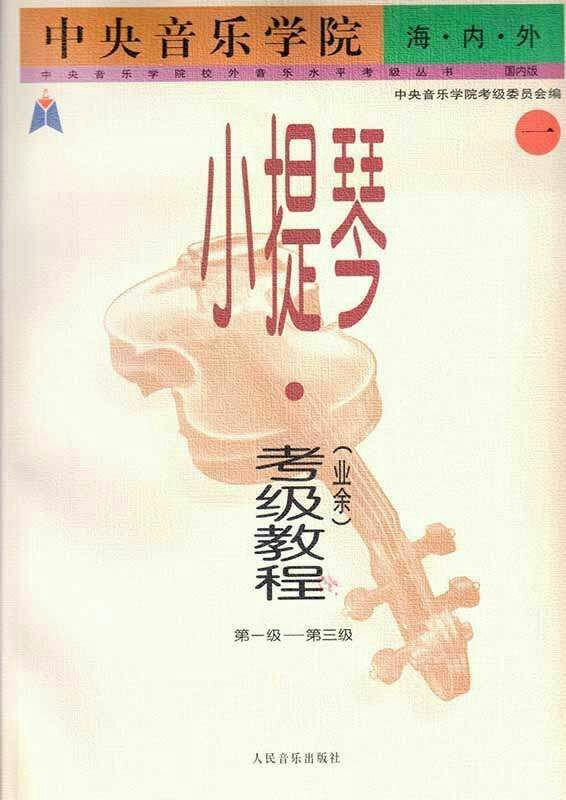 中央音乐学院 海·内·外
中央音乐学院校外音乐水平考级丛书 国内版
中央音乐学院考级委员会编
一
小提琴
·
(业余)
考级教程
第一级—第三级
人民音乐出版社